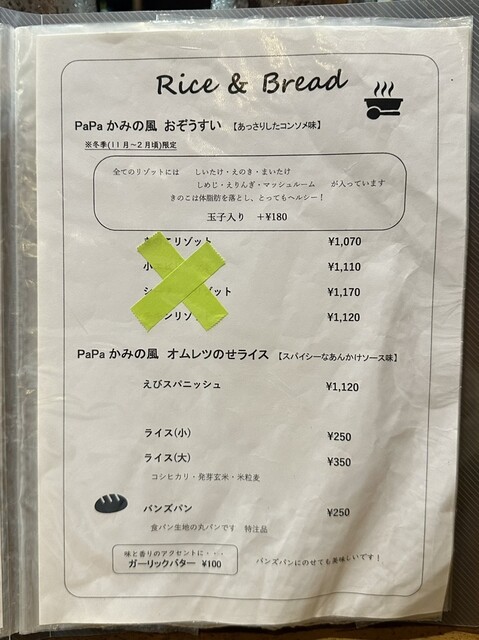 Rice & Bread
PaPa かみの風 おぞうすい 【あっさりしたコンソメ味】
※冬季(11月〜2月頃)限定
全てのリゾットには しいたけ・えのき・まいたけ
しめじ・えりんぎ・マッシュルーム が入っています
きのこは体脂肪を落とし、とってもヘルシー!
玉子入り +¥180
リゾット ¥1,070
小 ¥1,110
ット ¥1,170
ンリゾ ¥1,120
PaPa かみの風 オムレツのせライス 【スパイシーなあんかけソース味】
えびスパニッシュ ¥1,120
ライス(小) ¥250
ライス(大) ¥350
コシヒカリ・発芽玄米・米粒麦
バンズパン ¥250
食パン生地の丸パンです 特注品
味と香りのアクセントに・・・
ガーリックバター ¥100
バンズパンにのせても美味しいです!